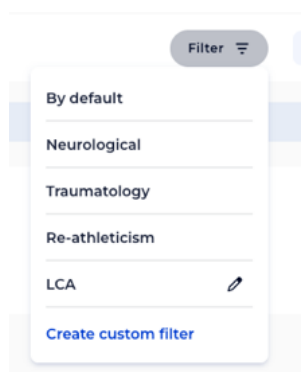 Filter
By default
Neurological
Traumatology
Re-athleticism
LCA
Create custom filter